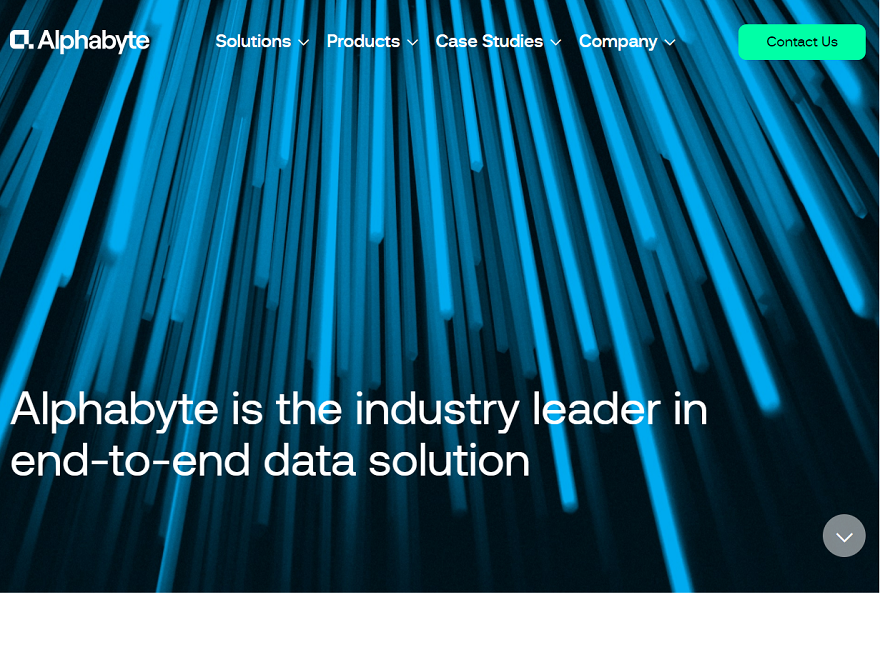 Alphabyte
Solutions
Products
Case Studies
Company
Contact Us
Alphabyte is the industry leader in
end-to-end data solution